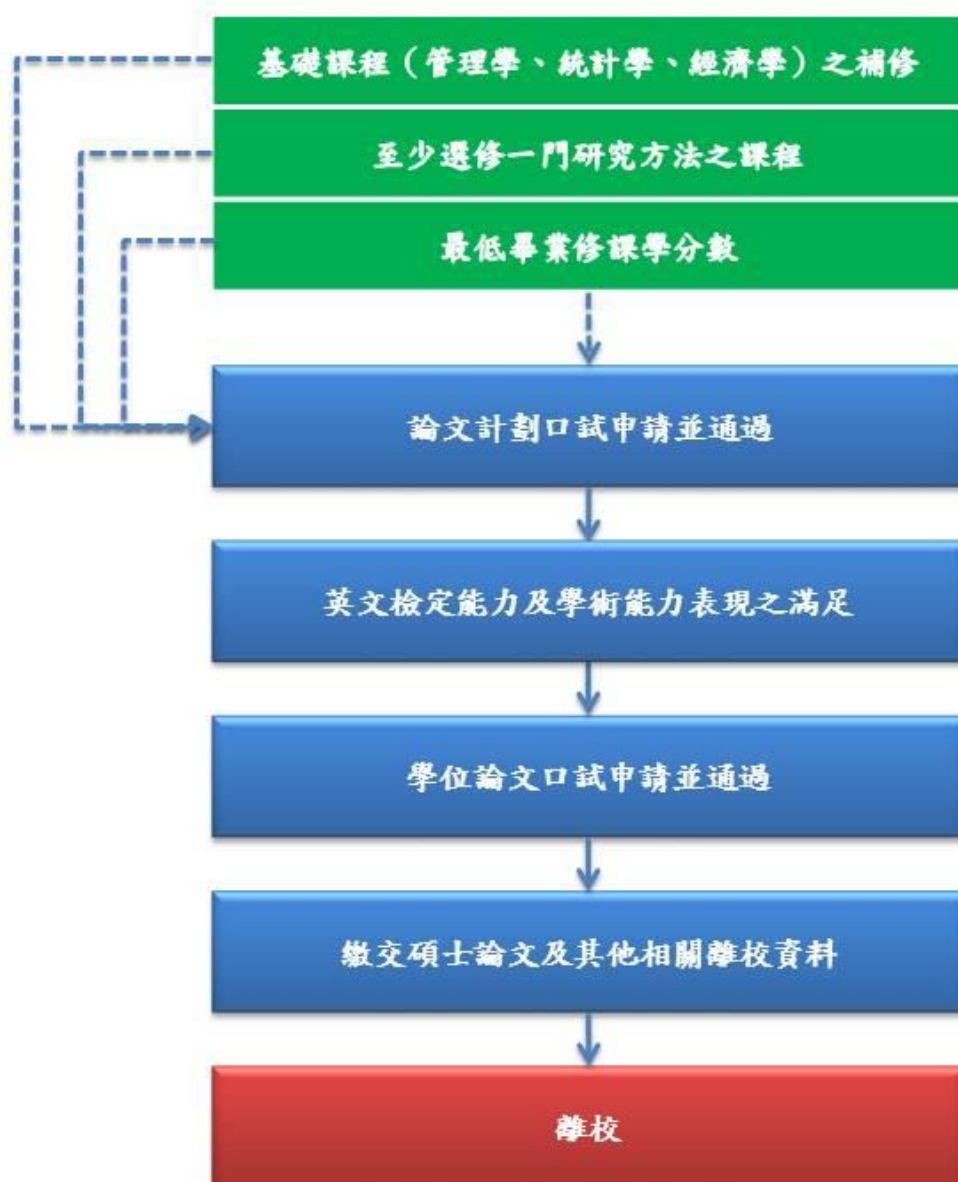 基礎課程（管理學、統計學、經濟學）之補修
至少選修一門研究方法之課程
最低畢業修課學分數
論文計劃口試申請並通過
英文檢定能力及學術能力表現之滿足
學位論文口試申請並通過
繳交碩士論文及其他相關離校資料
離校